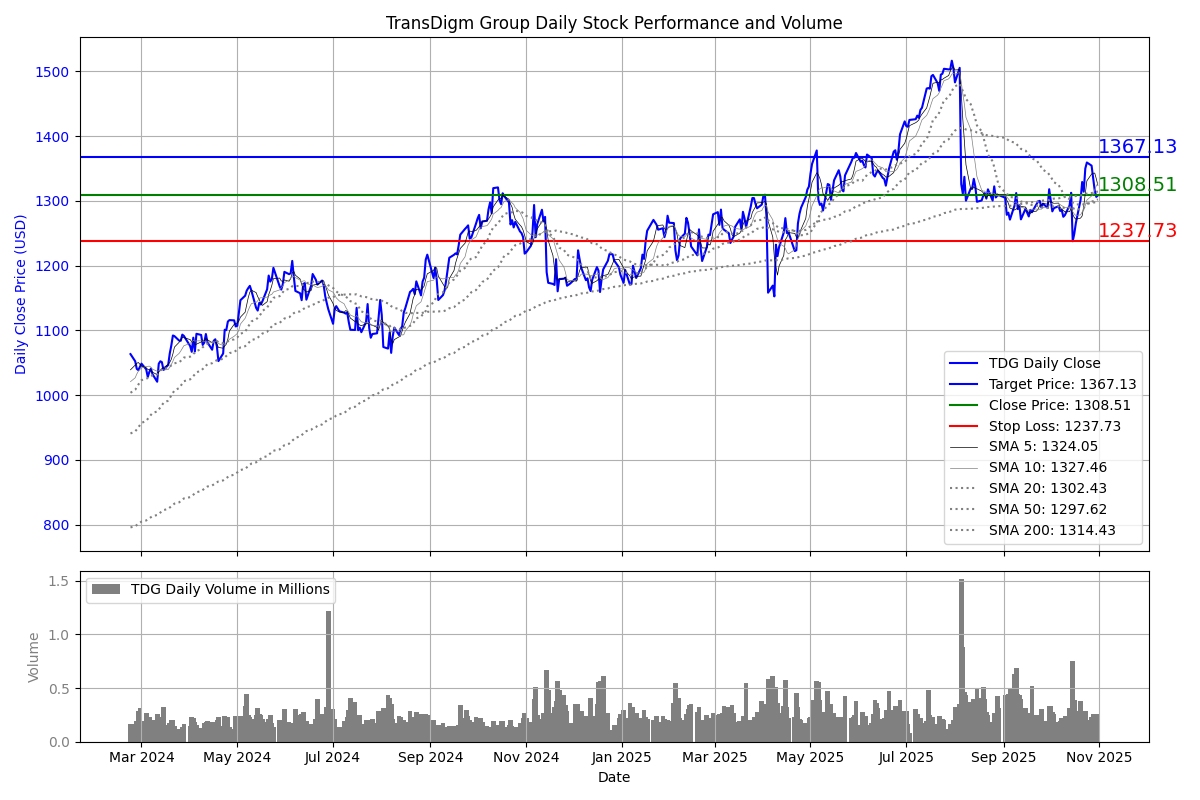 TransDigm Group Daily Stock Performance and Volume
Daily Close Price (USD)
1500
1400
1300
1200
1100
1000
900
800
1367.13
1308.51
1237.73
TDG Daily Close
Target Price: 1367.13
Close Price: 1308.51
Stop Loss: 1237.73
SMA 5: 1324.05
SMA 10: 1327.46
SMA 20: 1302.43
SMA 50: 1297.62
SMA 200: 1314.43
Volume
1.5
1.0
0.5
0.0
TDG Daily Volume in Millions
Mar 2024 May 2024 Jul 2024 Sep 2024 Nov 2024 Jan 2025 Mar 2025 May 2025 Jul 2025 Sep 2025 Nov 2025
Date